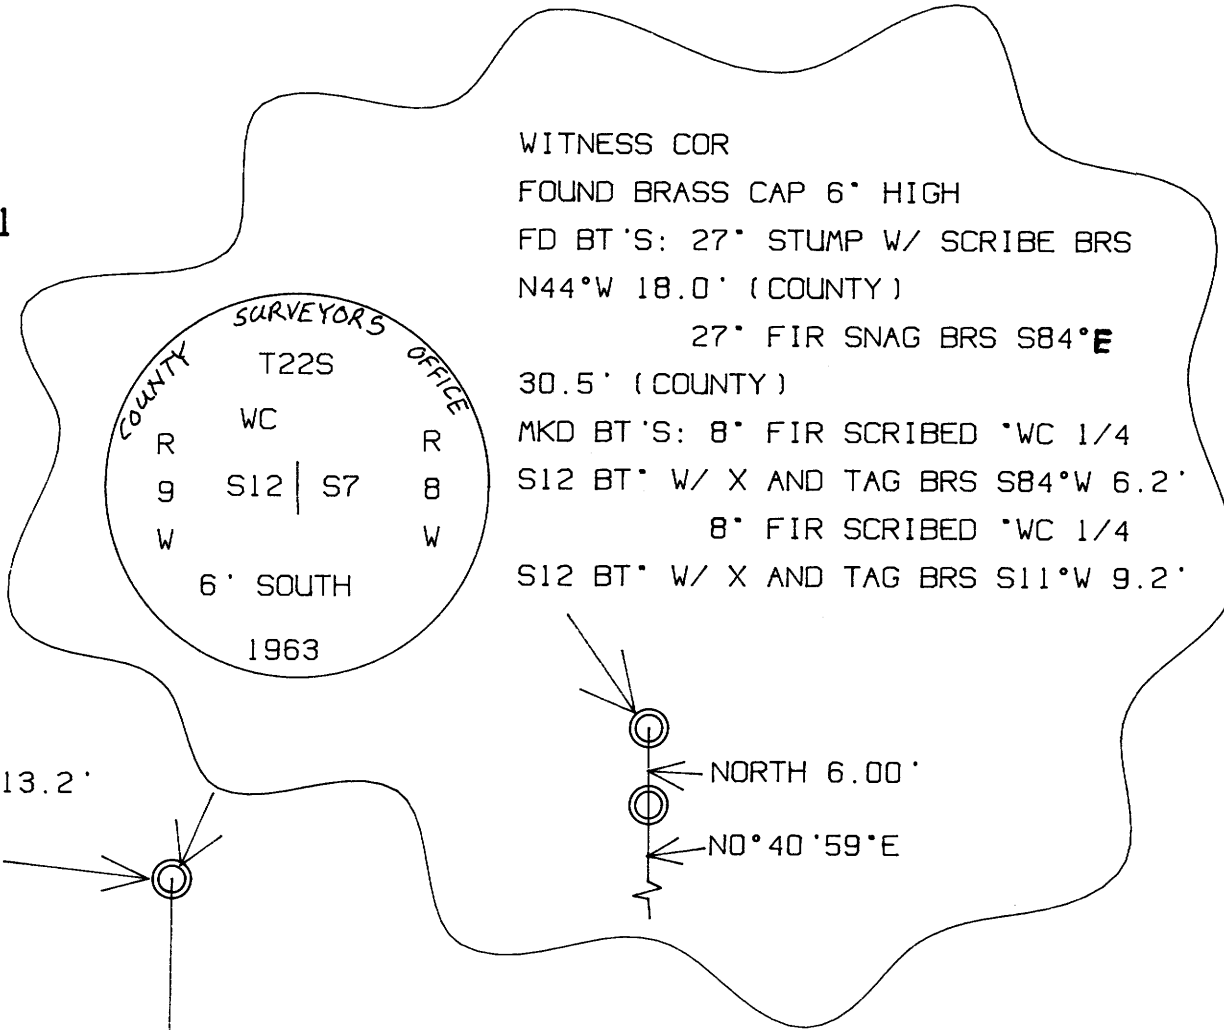 WITNESS COR
FOUND BRASS CAP 6" HIGH
FD BT'S: 27" STUMP W/ SCRIBE BRS
N44°W 18.0' (COUNTY)
27" FIR SNAG BRS S84°E
30.5' (COUNTY)
MKD BT'S: 8" FIR SCRIBED "WC 1/4
S12 BT" W/ X AND TAG BRS S84°W 6.2'
8" FIR SCRIBED "WC 1/4
S12 BT" W/ X AND TAG BRS S11°W 9.2'
1
COUNTY SURVEYORS OFFICE
T22S
WC
R 9 W
S12 | S7
R 8 W
6' SOUTH
1963
13.2'
NORTH 6.00'
N0°40'59"E